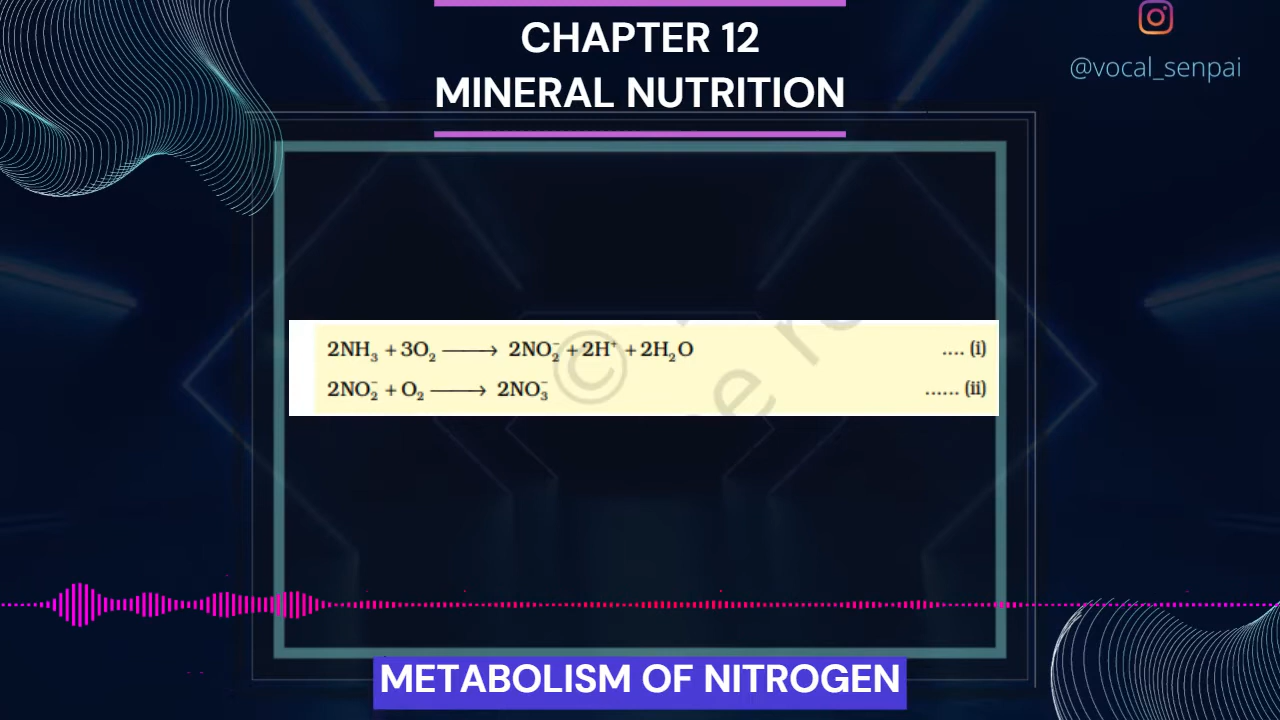 CHAPTER 12
MINERAL NUTRITION
@vocal_senpai
2NH₃ + 3O₂ ⟶ 2NO₂⁻ + 2H⁺ + 2H₂O .... (i)
2NO₂⁻ + O₂ ⟶ 2NO₃⁻ ...... (ii)
METABOLISM OF NITROGEN